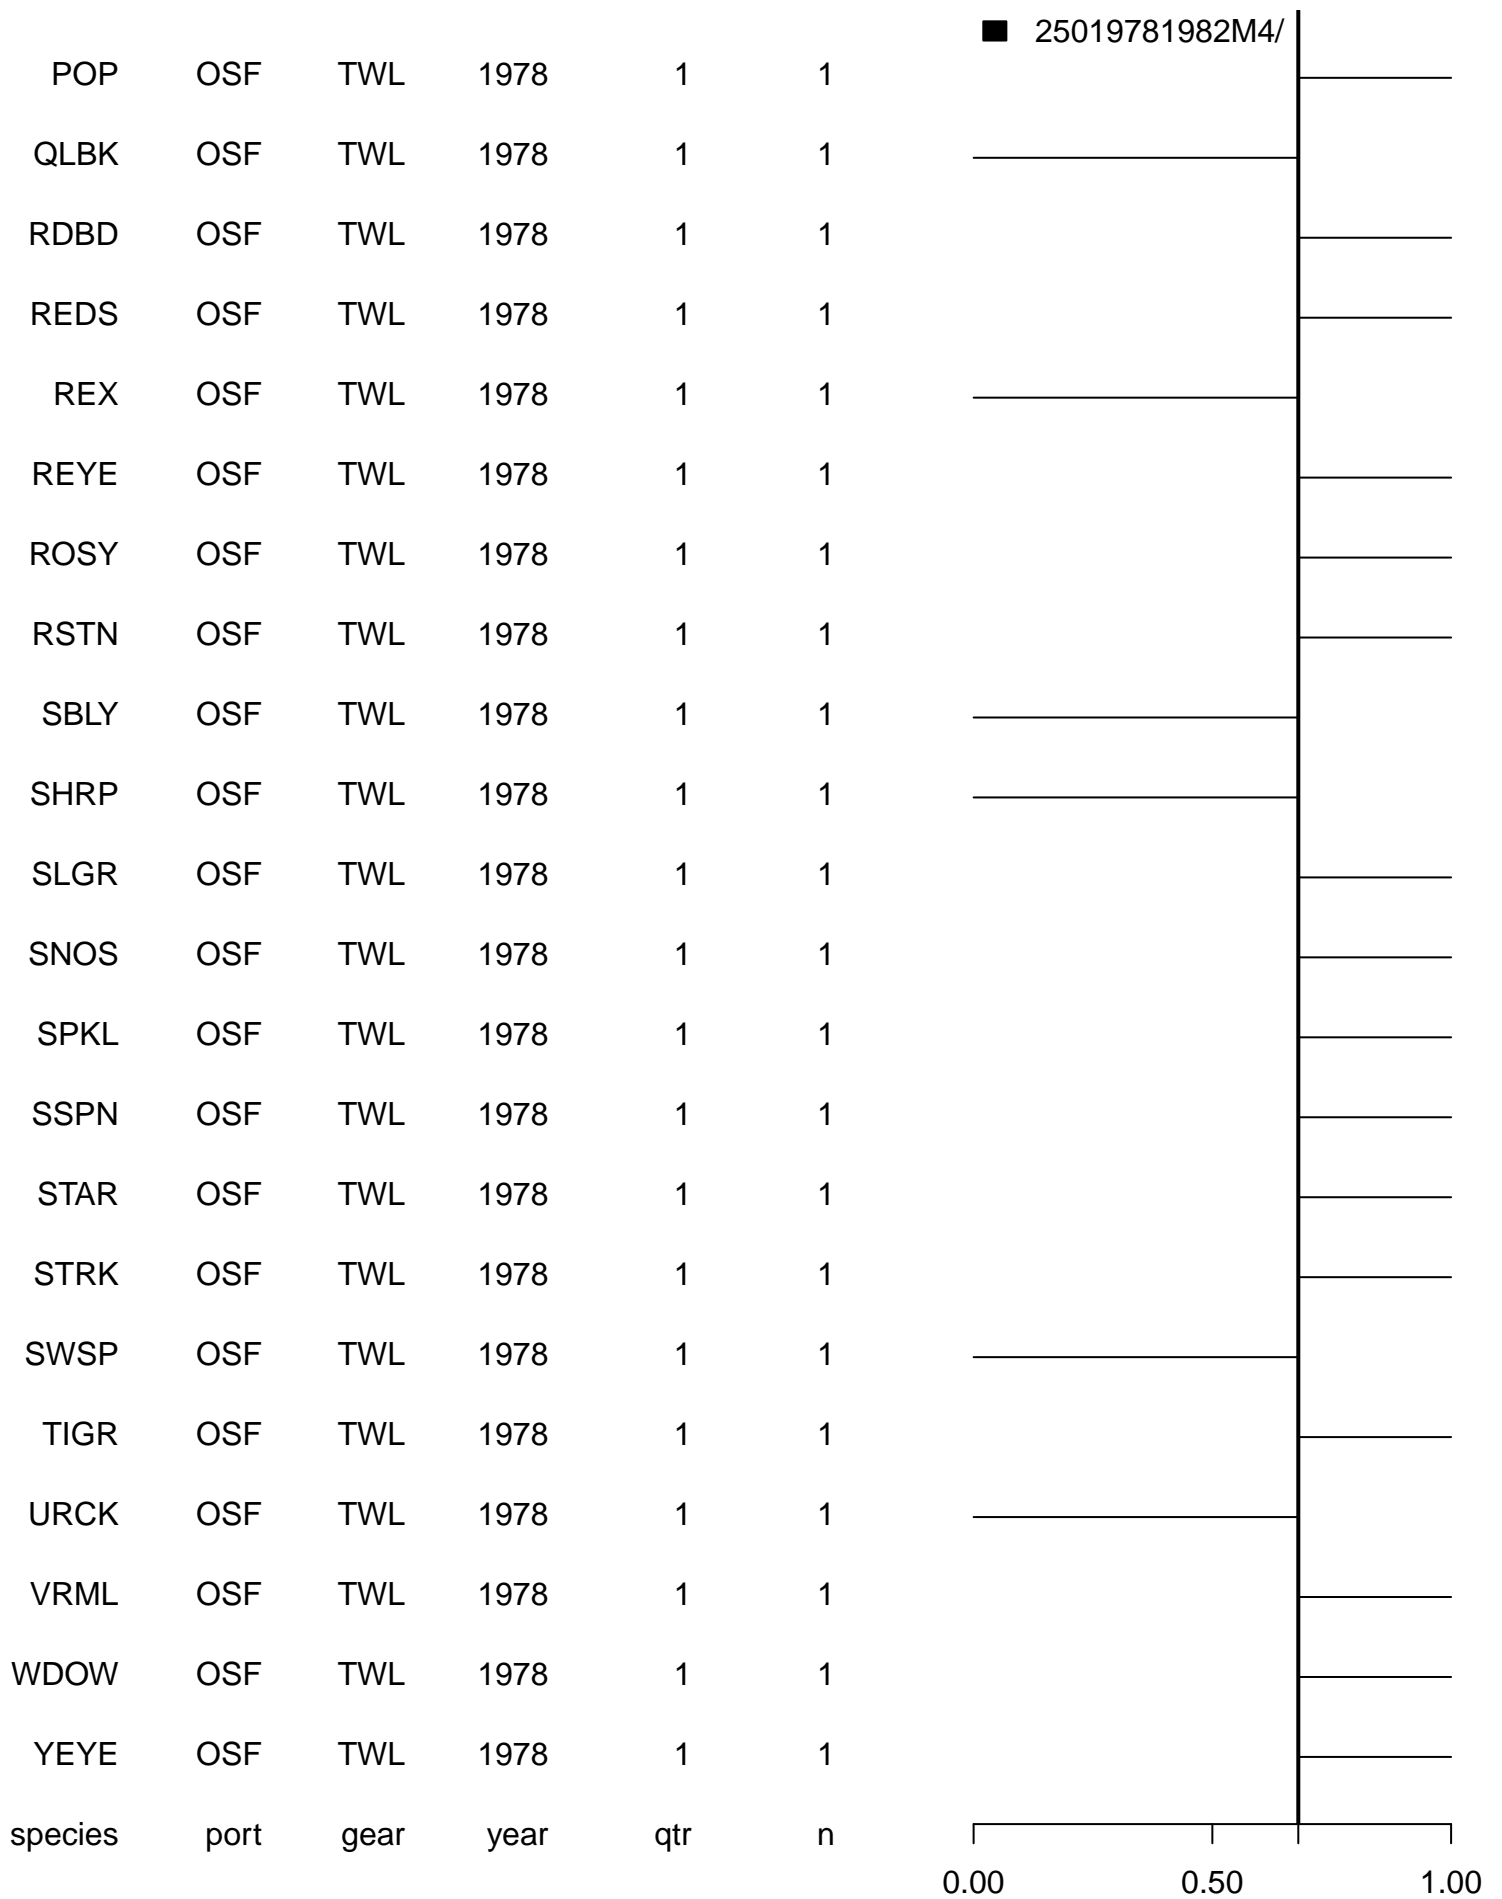 25019781982M4/
POP OSF TWL 1978 1 1
QLBK OSF TWL 1978 1 1
RDBD OSF TWL 1978 1 1
REDS OSF TWL 1978 1 1
REX OSF TWL 1978 1 1
REYE OSF TWL 1978 1 1
ROSY OSF TWL 1978 1 1
RSTN OSF TWL 1978 1 1
SBLY OSF TWL 1978 1 1
SHRP OSF TWL 1978 1 1
SLGR OSF TWL 1978 1 1
SNOS OSF TWL 1978 1 1
SPKL OSF TWL 1978 1 1
SSPN OSF TWL 1978 1 1
STAR OSF TWL 1978 1 1
STRK OSF TWL 1978 1 1
SWSP OSF TWL 1978 1 1
TIGR OSF TWL 1978 1 1
URCK OSF TWL 1978 1 1
VRML OSF TWL 1978 1 1
WDOW OSF TWL 1978 1 1
YEYE OSF TWL 1978 1 1
species port gear year qtr n
0.00 0.50 1.00